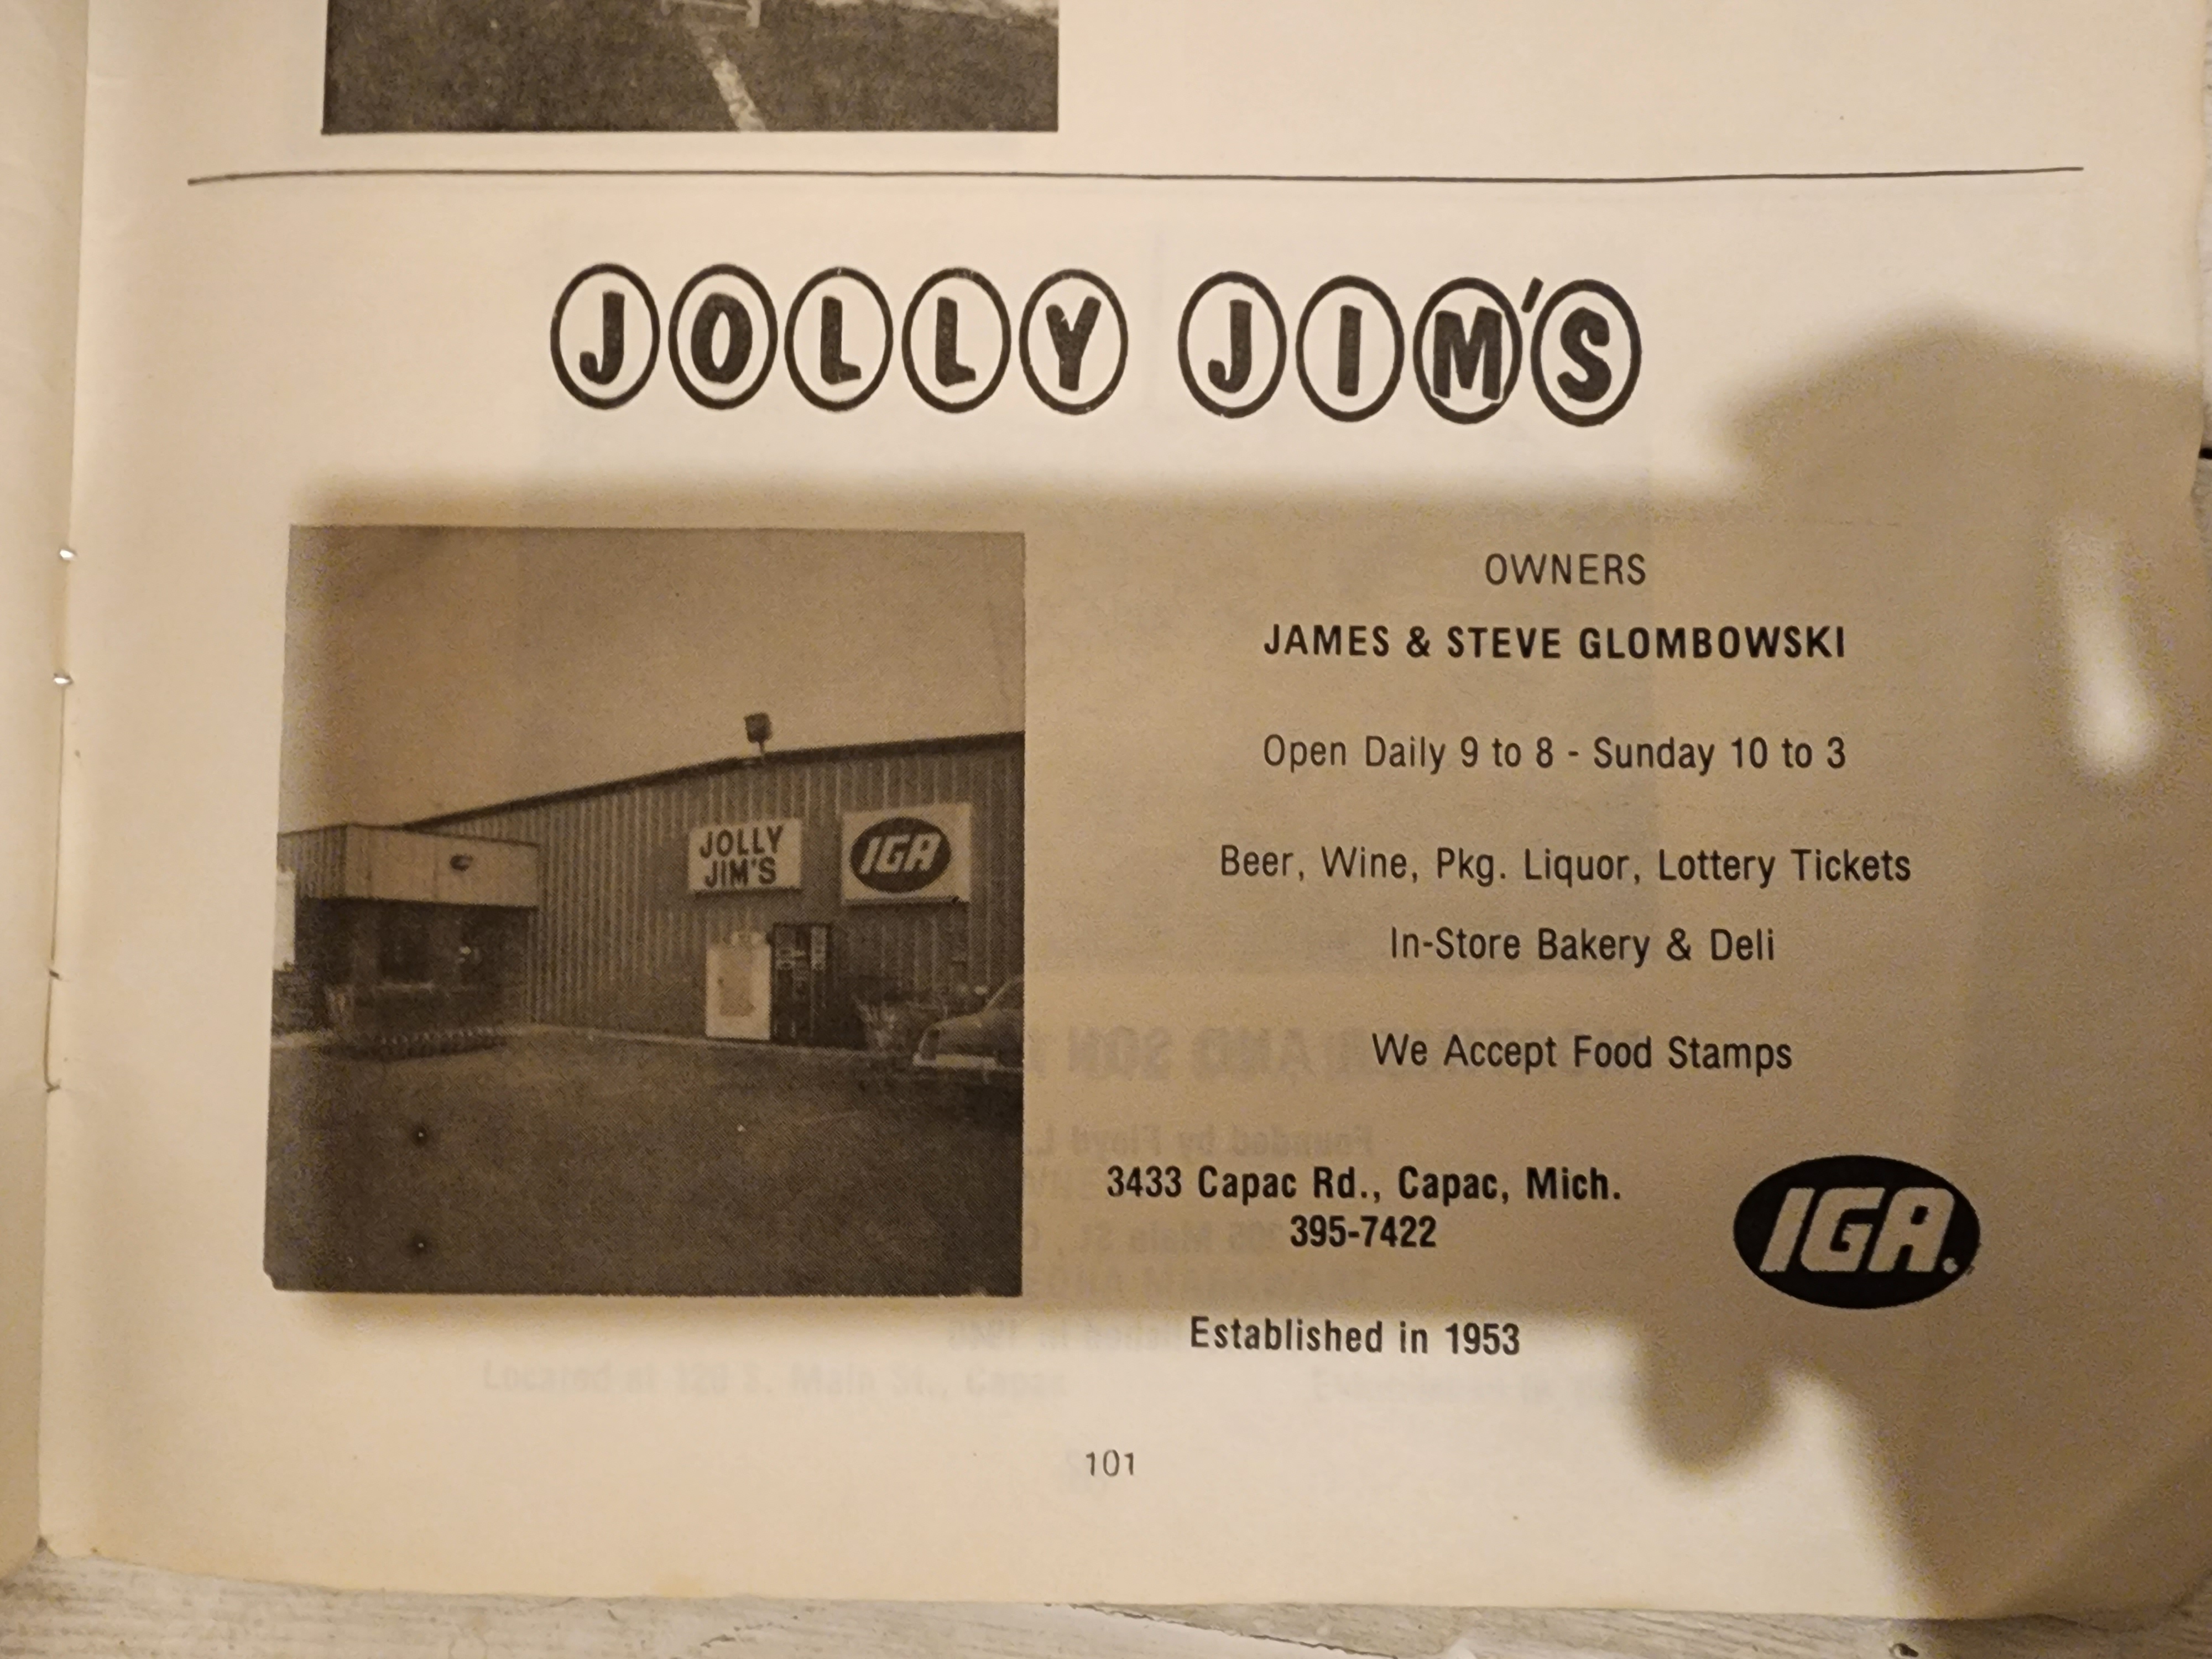 JOLLY JIM'S
JOLLY
JIM'S
IGA
OWNERS
JAMES & STEVE GLOMBOWSKI
Open Daily 9 to 8 - Sunday 10 to 3
Beer, Wine, Pkg. Liquor, Lottery Tickets
In-Store Bakery & Deli
We Accept Food Stamps
3433 Capac Rd., Capac, Mich.
395-7422
IGA.
Established in 1953
101